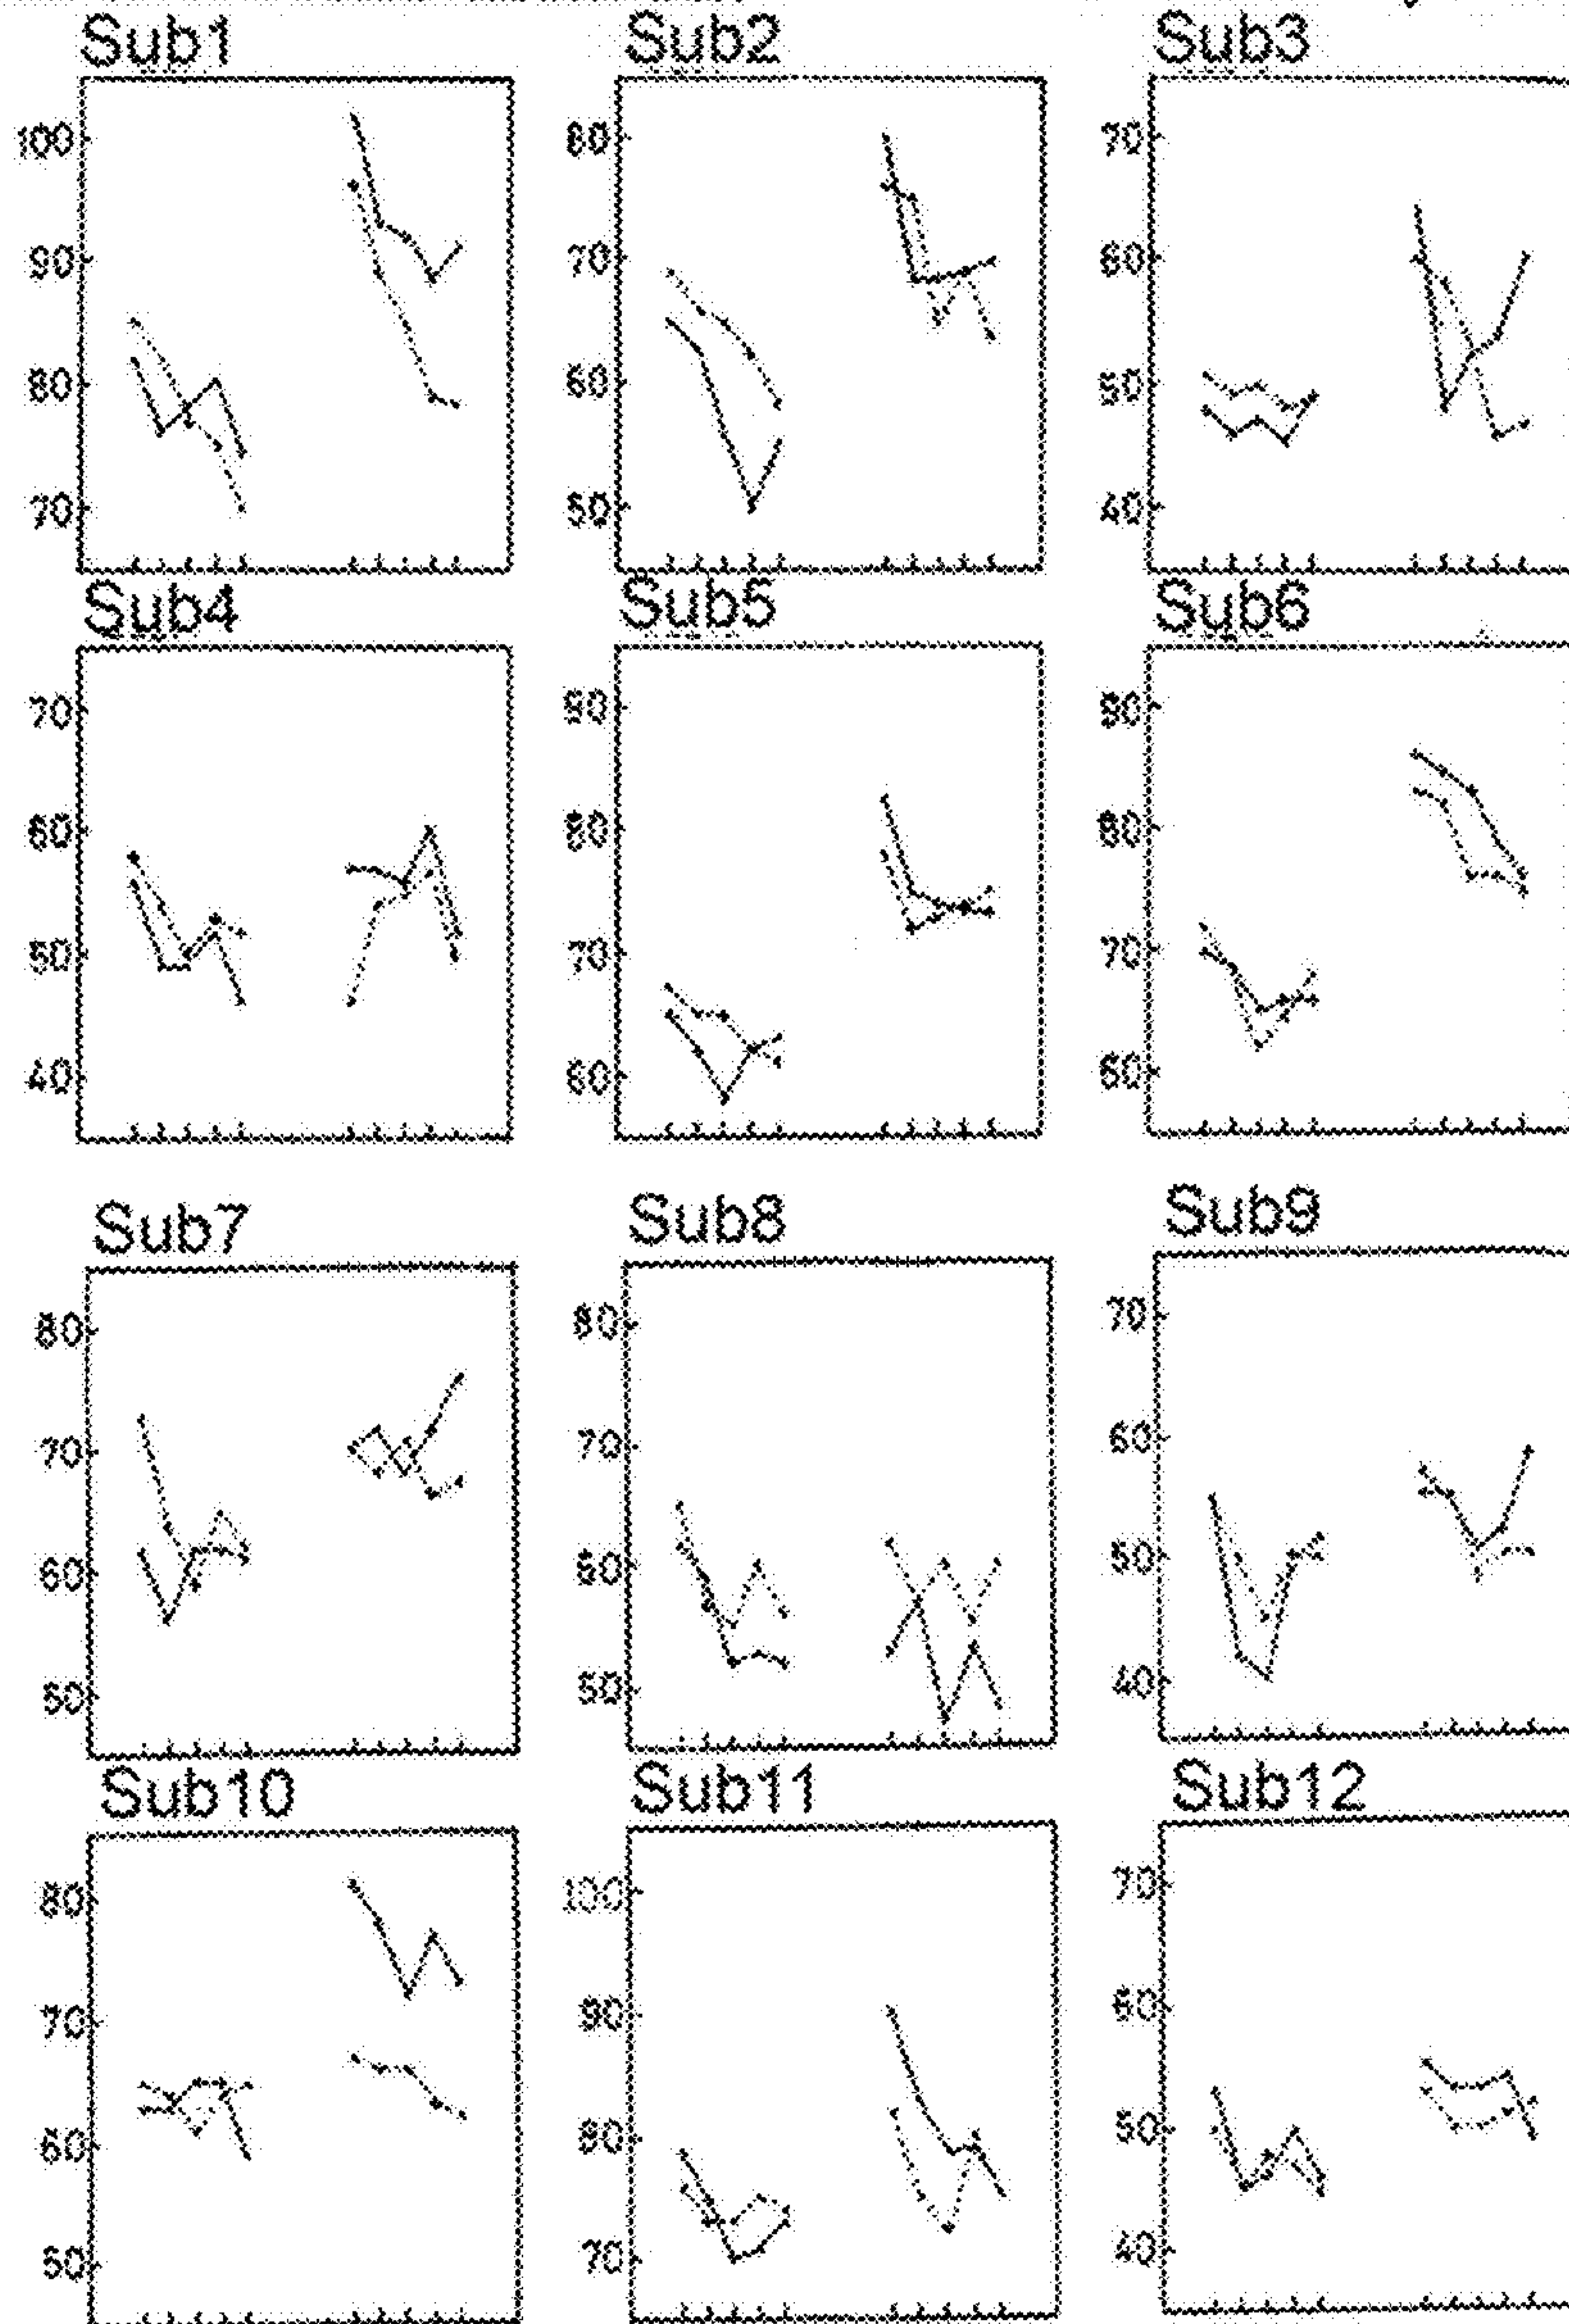 Sub1 Sub2 Sub3
100 80 70
90 70 60
80 60 50
70 50 40
Sub4 Sub5 Sub6
70 90 90
60 80 80
50 70 70
40 60 60
Sub7 Sub8 Sub9
80 80 70
70 70 60
60 60 50
50 50 40
Sub10 Sub11 Sub12
80 100 70
70 90 60
60 80 50
50 70 40